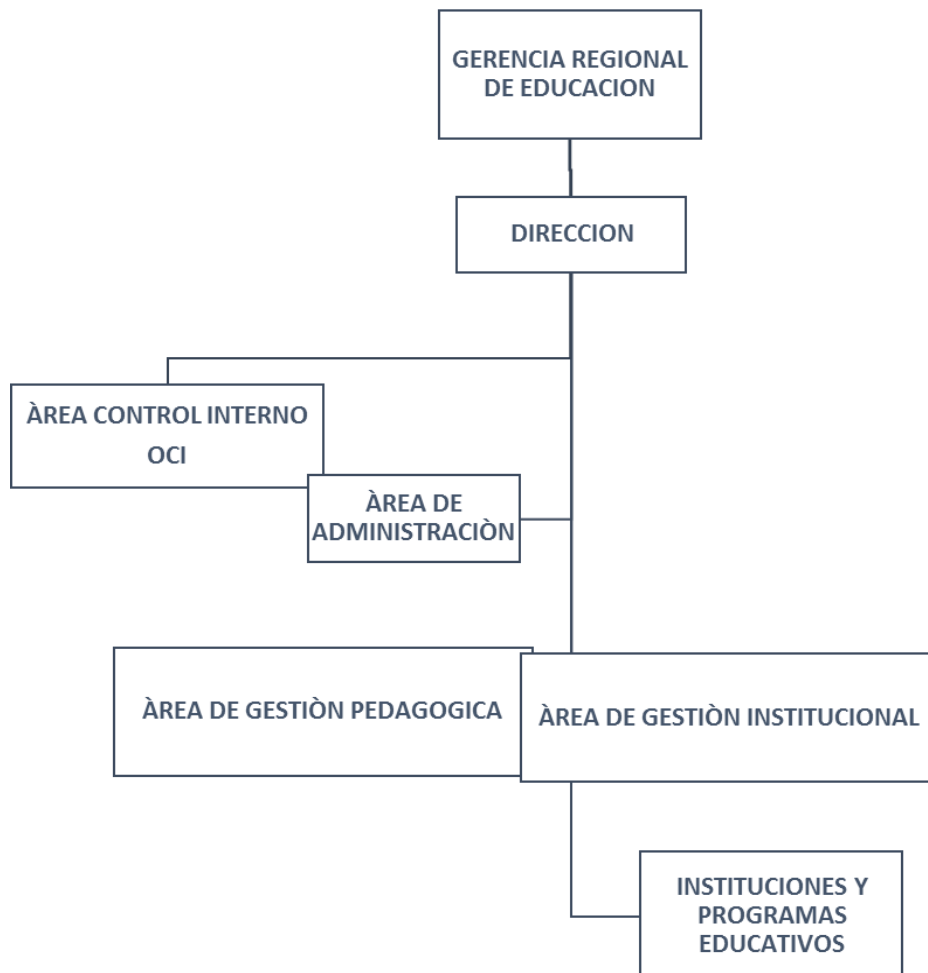 GERENCIA REGIONAL
DE EDUCACION
DIRECCION
ÀREA CONTROL INTERNO
OCI
ÀREA DE
ADMINISTRACIÒN
ÀREA DE GESTIÒN PEDAGOGICA
ÀREA DE GESTIÒN INSTITUCIONAL
INSTITUCIONES Y
PROGRAMAS
EDUCATIVOS